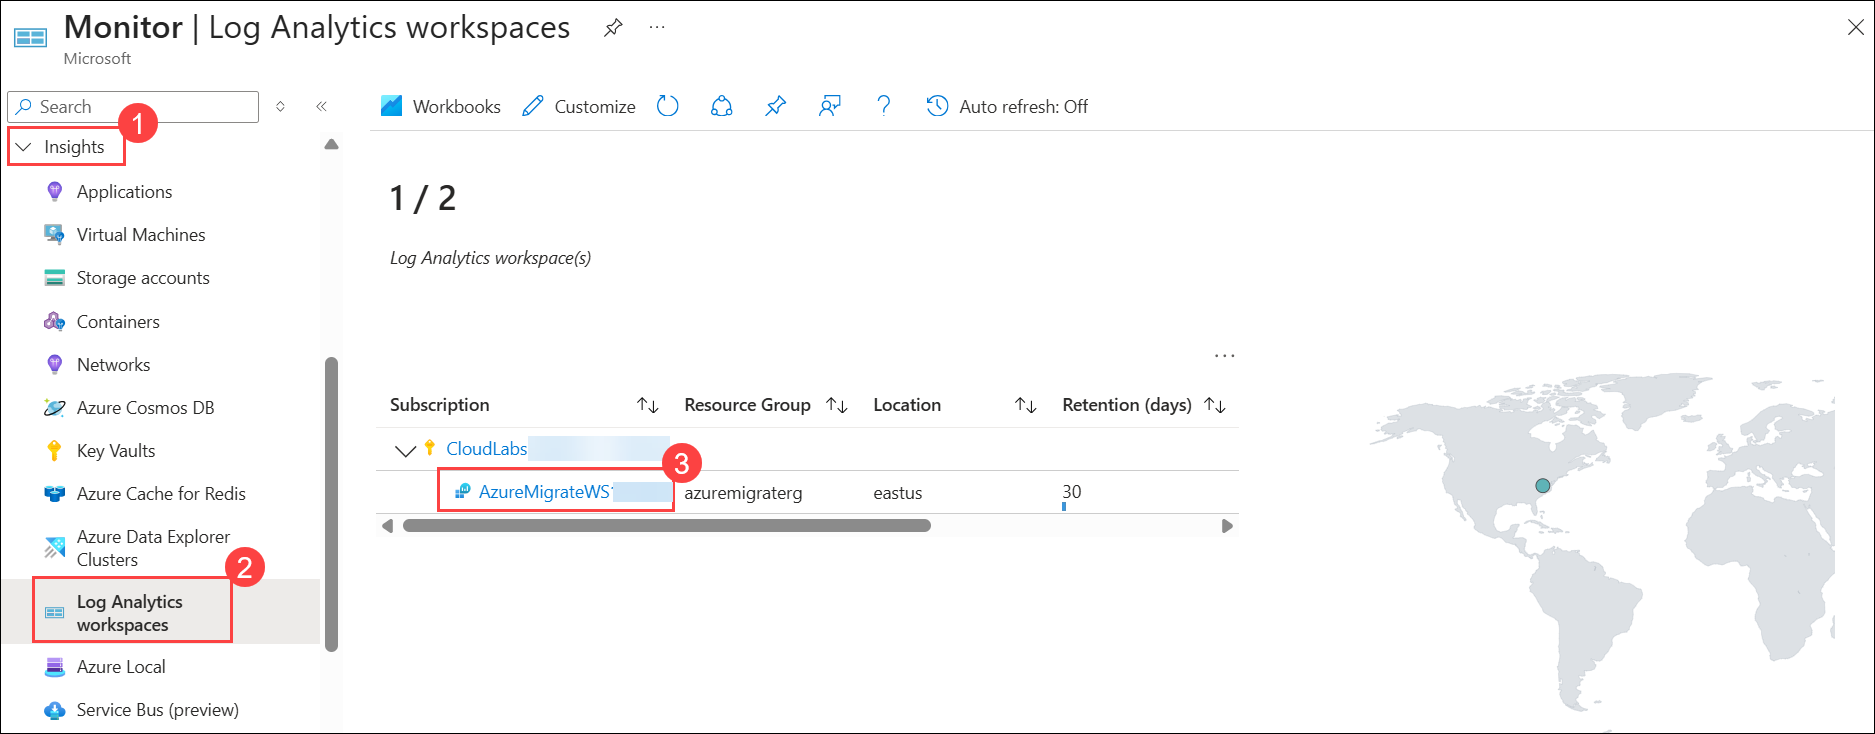 Monitor | Log Analytics workspaces
Microsoft
Search
1
Insights
Applications
Virtual Machines
Storage accounts
Containers
Networks
Azure Cosmos DB
Key Vaults
Azure Cache for Redis
Azure Data Explorer
Clusters
2
Log Analytics
workspaces
Azure Local
Service Bus (preview)
Workbooks Customize ? Auto refresh: Off
1 / 2
Log Analytics workspace(s)
Subscription Resource Group Location Retention (days)
CloudLabs
3
AzureMigrateWS azuremigraterg eastus 30